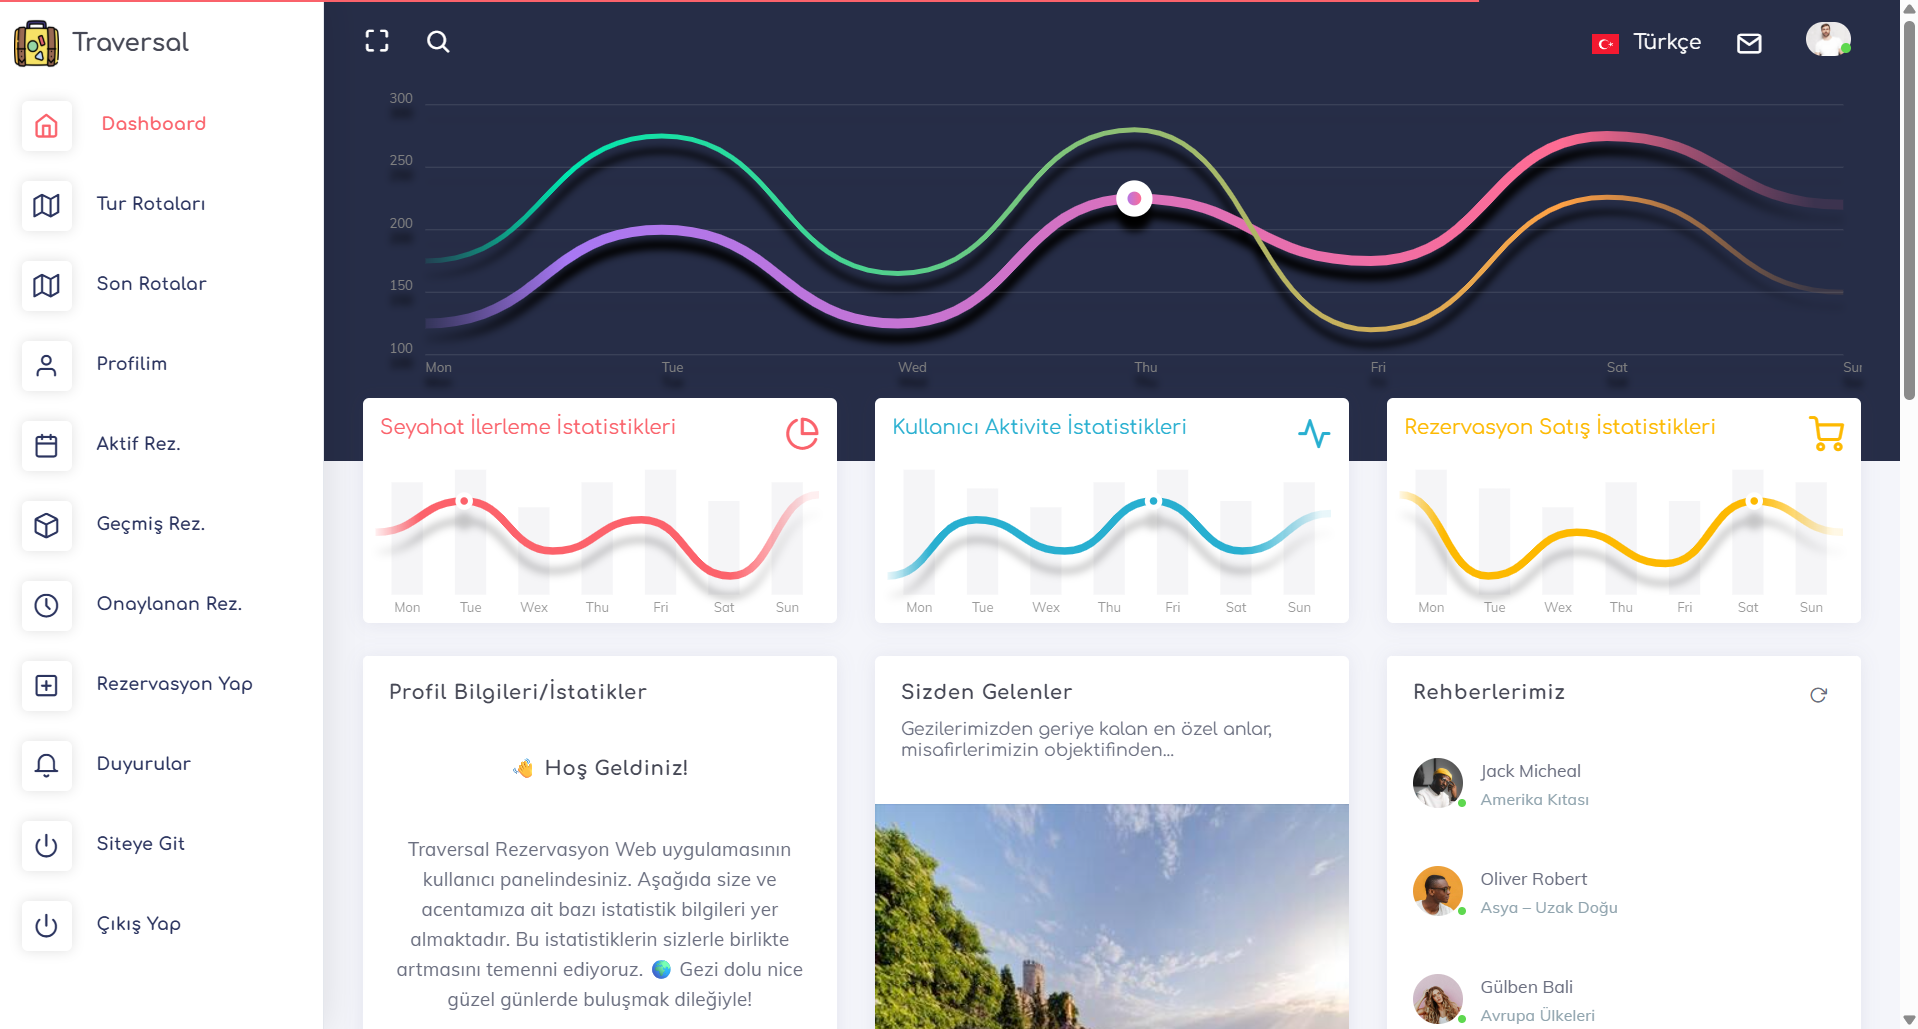 Traversal
Türkçe
Dashboard
Tur Rotaları
Son Rotalar
Profilim
Aktif Rez.
Geçmiş Rez.
Onaylanan Rez.
Rezervasyon Yap
Duyurular
Siteye Git
Çıkış Yap
300
250
200
150
100
Mon Tue Wed Thu Fri Sat Sun
Seyahat İlerleme İstatistikleri
Mon Tue Wex Thu Fri Sat Sun
Kullanıcı Aktivite İstatistikleri
Mon Tue Wex Thu Fri Sat Sun
Rezervasyon Satış İstatistikleri
Mon Tue Wex Thu Fri Sat Sun
Profil Bilgileri/İstatikler
👋 Hoş Geldiniz!
Traversal Rezervasyon Web uygulamasının
kullanıcı panelindesiniz. Aşağıda size ve
acentamıza ait bazı istatistik bilgileri yer
almaktadır. Bu istatistiklerin sizlerle birlikte
artmasını temenni ediyoruz. 🌍 Gezi dolu nice
güzel günlerde buluşmak dileğiyle!
Sizden Gelenler
Gezilerimizden geriye kalan en özel anlar,
misafirlerimizin objektifinden...
Rehberlerimiz
Jack Micheal
Amerika Kıtası
Oliver Robert
Asya – Uzak Doğu
Gülben Bali
Avrupa Ülkeleri